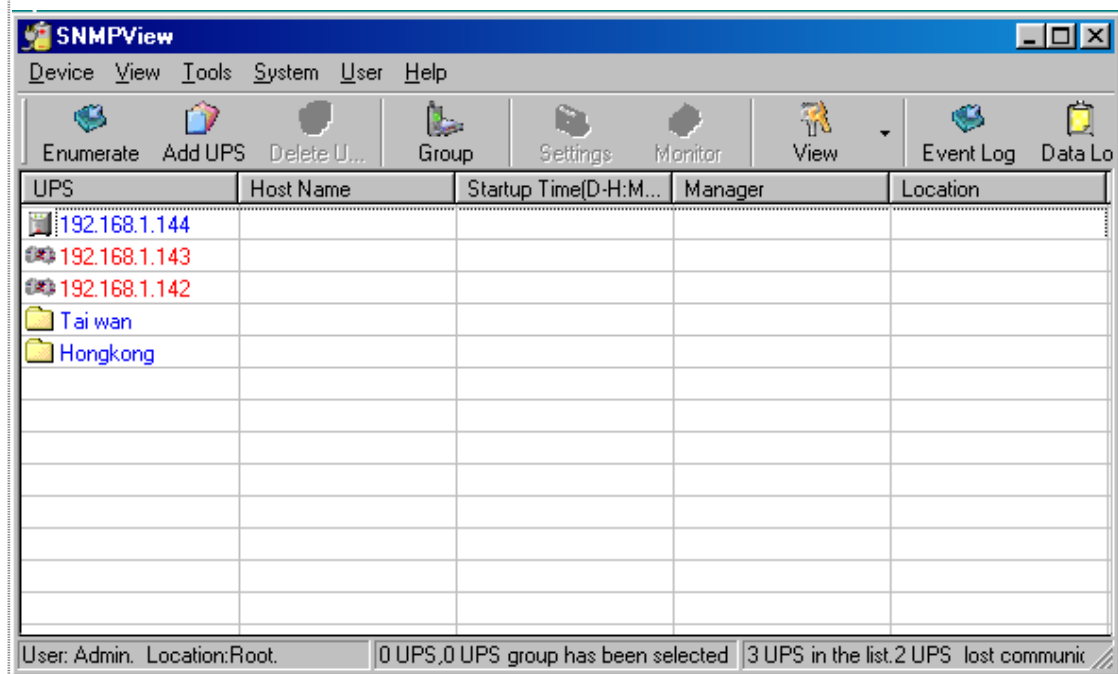 SNMPView
Device View Tools System User Help
Enumerate Add UPS Delete U... Group Settings Monitor View Event Log Data Lo
UPS Host Name Startup Time(D-H:M... Manager Location
192.168.1.144
192.168.1.143
192.168.1.142
Tai wan
Hongkong
User: Admin. Location:Root. 0 UPS,0 UPS group has been selected 3 UPS in the list.2 UPS lost communic